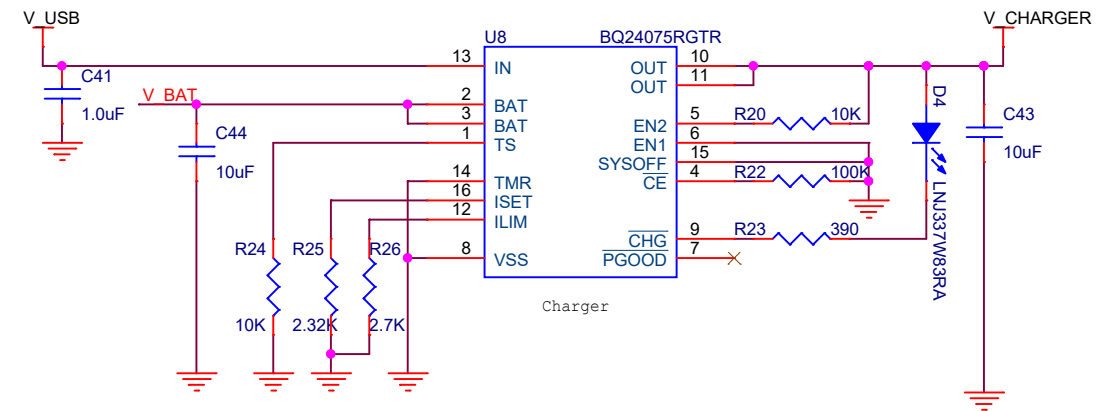 V_USB
V_CHARGER
U8
BQ24075RGTR
13
IN
10
OUT
11
OUT
C41
1.0uF
V_BAT
2
BAT
3
BAT
1
TS
C44
10uF
5
EN2
R20
10K
6
EN1
15
SYSOFF
4
CE
R22
100K
D4
LNJ337W83RA
C43
10uF
14
TMR
16
ISET
12
ILIM
8
VSS
9
CHG
R23
390
7
PGOOD
R24
10K
R25
2.32K
R26
2.7K
Charger